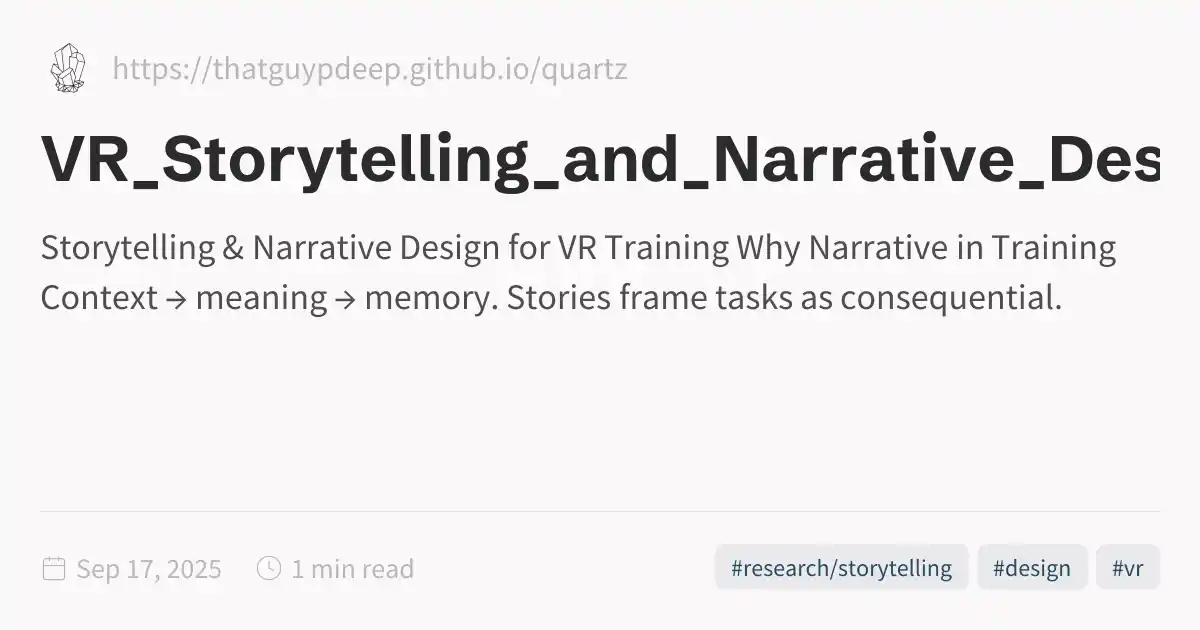 https://thatguypdeep.github.io/quartz
VR_Storytelling_and_Narrative_Des
Storytelling & Narrative Design for VR Training Why Narrative in Training
Context → meaning → memory. Stories frame tasks as consequential.
Sep 17, 2025 1 min read #research/storytelling #design #vr